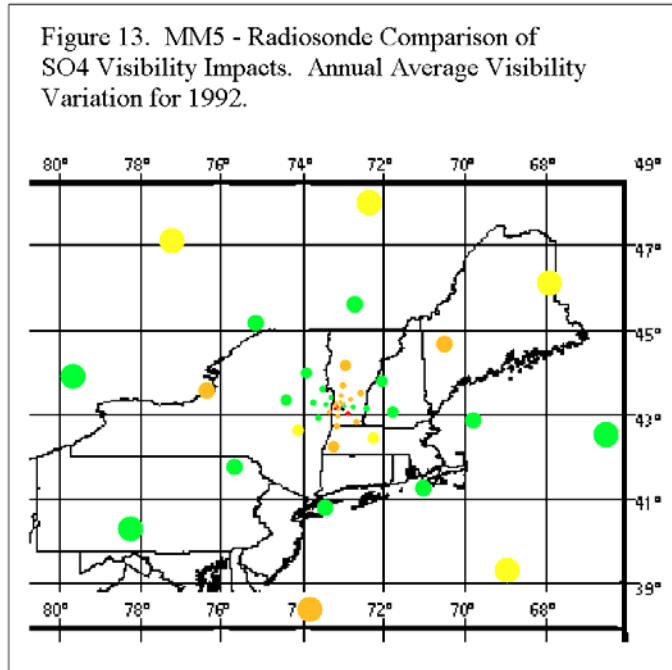 Figure 13. MM5 - Radiosonde Comparison of
SO4 Visibility Impacts. Annual Average Visibility
Variation for 1992.
80° 78° 76° 74° 72° 70° 68° 49°
47°
45°
43°
41°
39°
80° 78° 76° 74° 72° 70° 68°